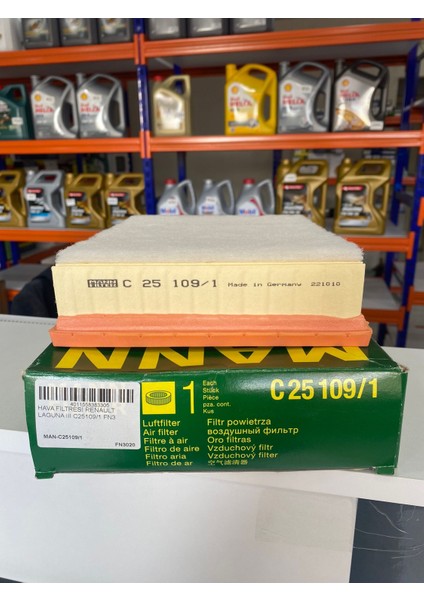 MANN
FILTER
C 25 109/1 Made in Germany 221010
MANN
1
Each
Stück
Pièce
pza. cont.
Kus
C 25 109/1
HAVA FILTRESI RENAULT
LAGUNA III C25109/1 FN3
MAN-C25109/1
FN3020
Luftfilter
Air filter
Filtre à air
Filtro de aire
Filtro aria
Filtro de ar
Filtr powietrza
воздушный фильтр
Oro filtras
Vzduchový filtr
Vzduchový filter
空气滤清器